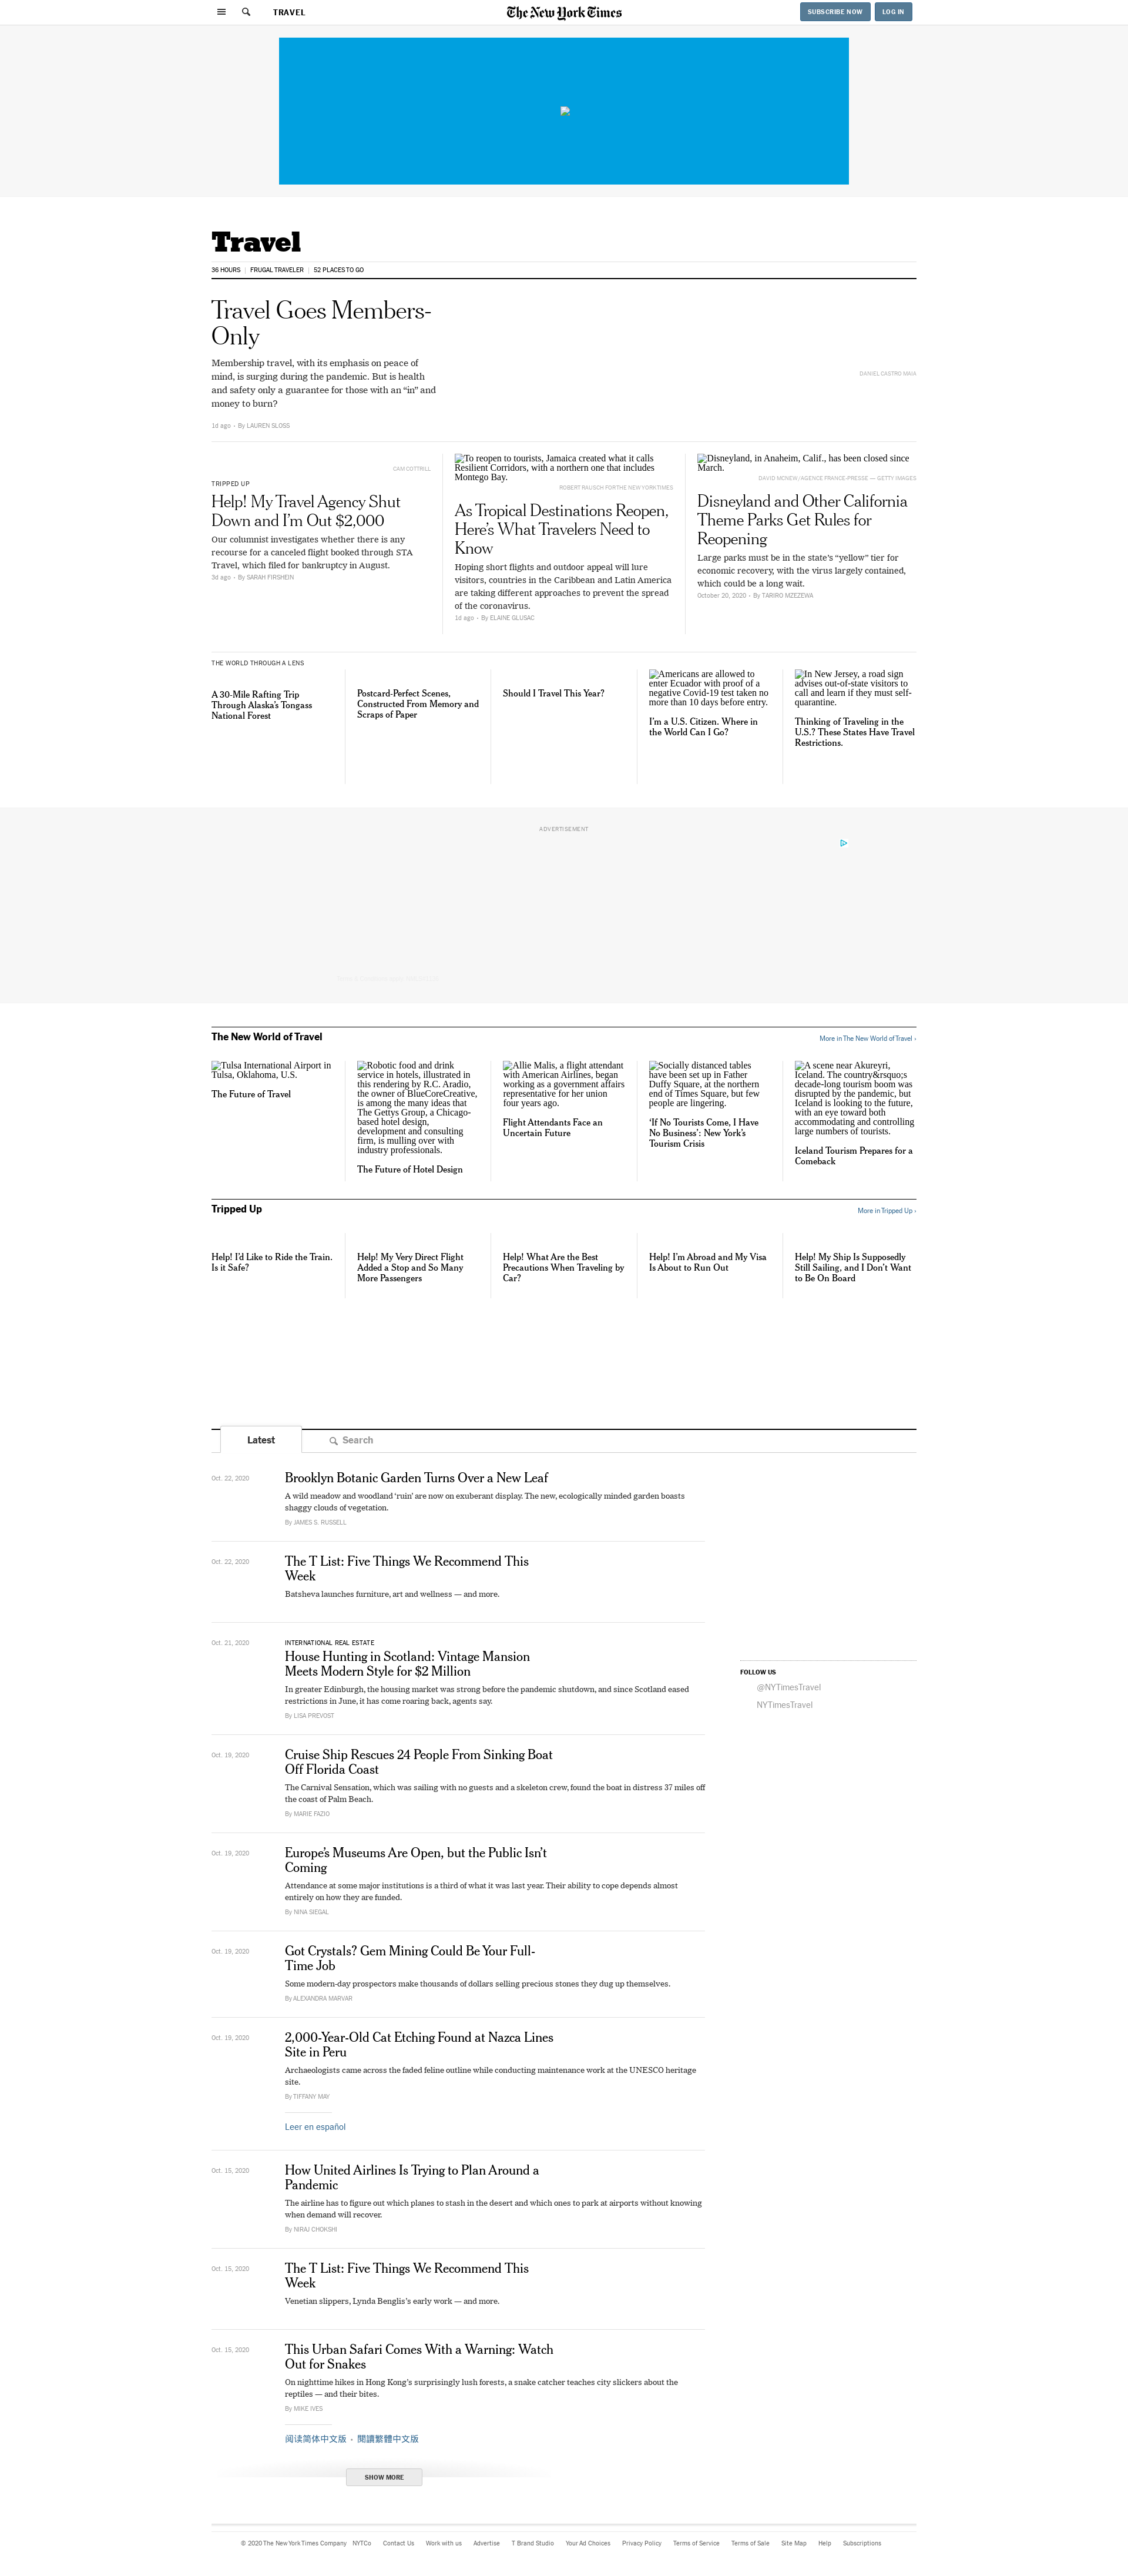 TRAVEL
The New York Times
SUBSCRIBE NOW
LOG IN
Travel
36 HOURS
FRUGAL TRAVELER
52 PLACES TO GO
Travel Goes Members-
Only
Membership travel, with its emphasis on peace of
mind, is surging during the pandemic. But is health
and safety only a guarantee for those with an “in” and
money to burn?
1d ago · By LAUREN SLOSS
DANIEL CASTRO MAIA
CAM COTTRILL
TRIPPED UP
Help! My Travel Agency Shut
Down and I’m Out $2,000
Our columnist investigates whether there is any
recourse for a canceled flight booked through STA
Travel, which filed for bankruptcy in August.
3d ago · By SARAH FIRSHEIN
To reopen to tourists, Jamaica created what it calls
Resilient Corridors, with a northern one that includes
Montego Bay.
ROBERT RAUSCH FOR THE NEW YORK TIMES
As Tropical Destinations Reopen,
Here’s What Travelers Need to
Know
Hoping short flights and outdoor appeal will lure
visitors, countries in the Caribbean and Latin America
are taking different approaches to prevent the spread
of the coronavirus.
1d ago · By ELAINE GLUSAC
Disneyland, in Anaheim, Calif., has been closed since
March.
DAVID MCNEW/AGENCE FRANCE-PRESSE — GETTY IMAGES
Disneyland and Other California
Theme Parks Get Rules for
Reopening
Large parks must be in the state’s “yellow” tier for
economic recovery, with the virus largely contained,
which could be a long wait.
October 20, 2020 · By TARIRO MZEZEWA
THE WORLD THROUGH A LENS
A 30-Mile Rafting Trip
Through Alaska’s Tongass
National Forest
Postcard-Perfect Scenes,
Constructed From Memory and
Scraps of Paper
Should I Travel This Year?
Americans are allowed to
enter Ecuador with proof of a
negative Covid-19 test taken no
more than 10 days before entry.
I’m a U.S. Citizen. Where in
the World Can I Go?
In New Jersey, a road sign
advises out-of-state visitors to
call and learn if they must self-
quarantine.
Thinking of Traveling in the
U.S.? These States Have Travel
Restrictions.
ADVERTISEMENT
The New World of Travel
More in The New World of Travel ›
Tulsa International Airport in
Tulsa, Oklahoma, U.S.
The Future of Travel
Robotic food and drink
service in hotels, illustrated in
this rendering by R.C. Aradio,
the owner of BlueCoreCreative,
is among the many ideas that
The Gettys Group, a Chicago-
based hotel design,
development and consulting
firm, is mulling over with
industry professionals.
The Future of Hotel Design
Allie Malis, a flight attendant
with American Airlines, began
working as a government affairs
representative for her union
four years ago.
Flight Attendants Face an
Uncertain Future
Socially distanced tables
have been set up in Father
Duffy Square, at the northern
end of Times Square, but few
people are lingering.
‘If No Tourists Come, I Have
No Business’: New York’s
Tourism Crisis
A scene near Akureyri,
Iceland. The country&rsquo;s
decade-long tourism boom was
disrupted by the pandemic, but
Iceland is looking to the future,
with an eye toward both
accommodating and controlling
large numbers of tourists.
Iceland Tourism Prepares for a
Comeback
Tripped Up
More in Tripped Up ›
Help! I’d Like to Ride the Train.
Is it Safe?
Help! My Very Direct Flight
Added a Stop and So Many
More Passengers
Help! What Are the Best
Precautions When Traveling by
Car?
Help! I’m Abroad and My Visa
Is About to Run Out
Help! My Ship Is Supposedly
Still Sailing, and I Don’t Want
to Be On Board
Latest
Search
Oct. 22, 2020
Brooklyn Botanic Garden Turns Over a New Leaf
A wild meadow and woodland ‘ruin’ are now on exuberant display. The new, ecologically minded garden boasts
shaggy clouds of vegetation.
By JAMES S. RUSSELL
Oct. 22, 2020
The T List: Five Things We Recommend This
Week
Batsheva launches furniture, art and wellness — and more.
Oct. 21, 2020
INTERNATIONAL REAL ESTATE
House Hunting in Scotland: Vintage Mansion
Meets Modern Style for $2 Million
In greater Edinburgh, the housing market was strong before the pandemic shutdown, and since Scotland eased
restrictions in June, it has come roaring back, agents say.
By LISA PREVOST
FOLLOW US
@NYTimesTravel
NYTimesTravel
Oct. 19, 2020
Cruise Ship Rescues 24 People From Sinking Boat
Off Florida Coast
The Carnival Sensation, which was sailing with no guests and a skeleton crew, found the boat in distress 37 miles off
the coast of Palm Beach.
By MARIE FAZIO
Oct. 19, 2020
Europe’s Museums Are Open, but the Public Isn’t
Coming
Attendance at some major institutions is a third of what it was last year. Their ability to cope depends almost
entirely on how they are funded.
By NINA SIEGAL
Oct. 19, 2020
Got Crystals? Gem Mining Could Be Your Full-
Time Job
Some modern-day prospectors make thousands of dollars selling precious stones they dug up themselves.
By ALEXANDRA MARVAR
Oct. 19, 2020
2,000-Year-Old Cat Etching Found at Nazca Lines
Site in Peru
Archaeologists came across the faded feline outline while conducting maintenance work at the UNESCO heritage
site.
By TIFFANY MAY
Leer en español
Oct. 15, 2020
How United Airlines Is Trying to Plan Around a
Pandemic
The airline has to figure out which planes to stash in the desert and which ones to park at airports without knowing
when demand will recover.
By NIRAJ CHOKSHI
Oct. 15, 2020
The T List: Five Things We Recommend This
Week
Venetian slippers, Lynda Benglis’s early work — and more.
Oct. 15, 2020
This Urban Safari Comes With a Warning: Watch
Out for Snakes
On nighttime hikes in Hong Kong’s surprisingly lush forests, a snake catcher teaches city slickers about the
reptiles — and their bites.
By MIKE IVES
阅读简体中文版 · 閱讀繁體中文版
SHOW MORE
© 2020 The New York Times Company NYTCo Contact Us Work with us Advertise T Brand Studio Your Ad Choices Privacy Policy Terms of Service Terms of Sale Site Map Help Subscriptions